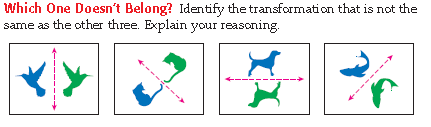 Which One Doesn't Belong? Identify the transformation that is not the
same as the other three. Explain your reasoning.